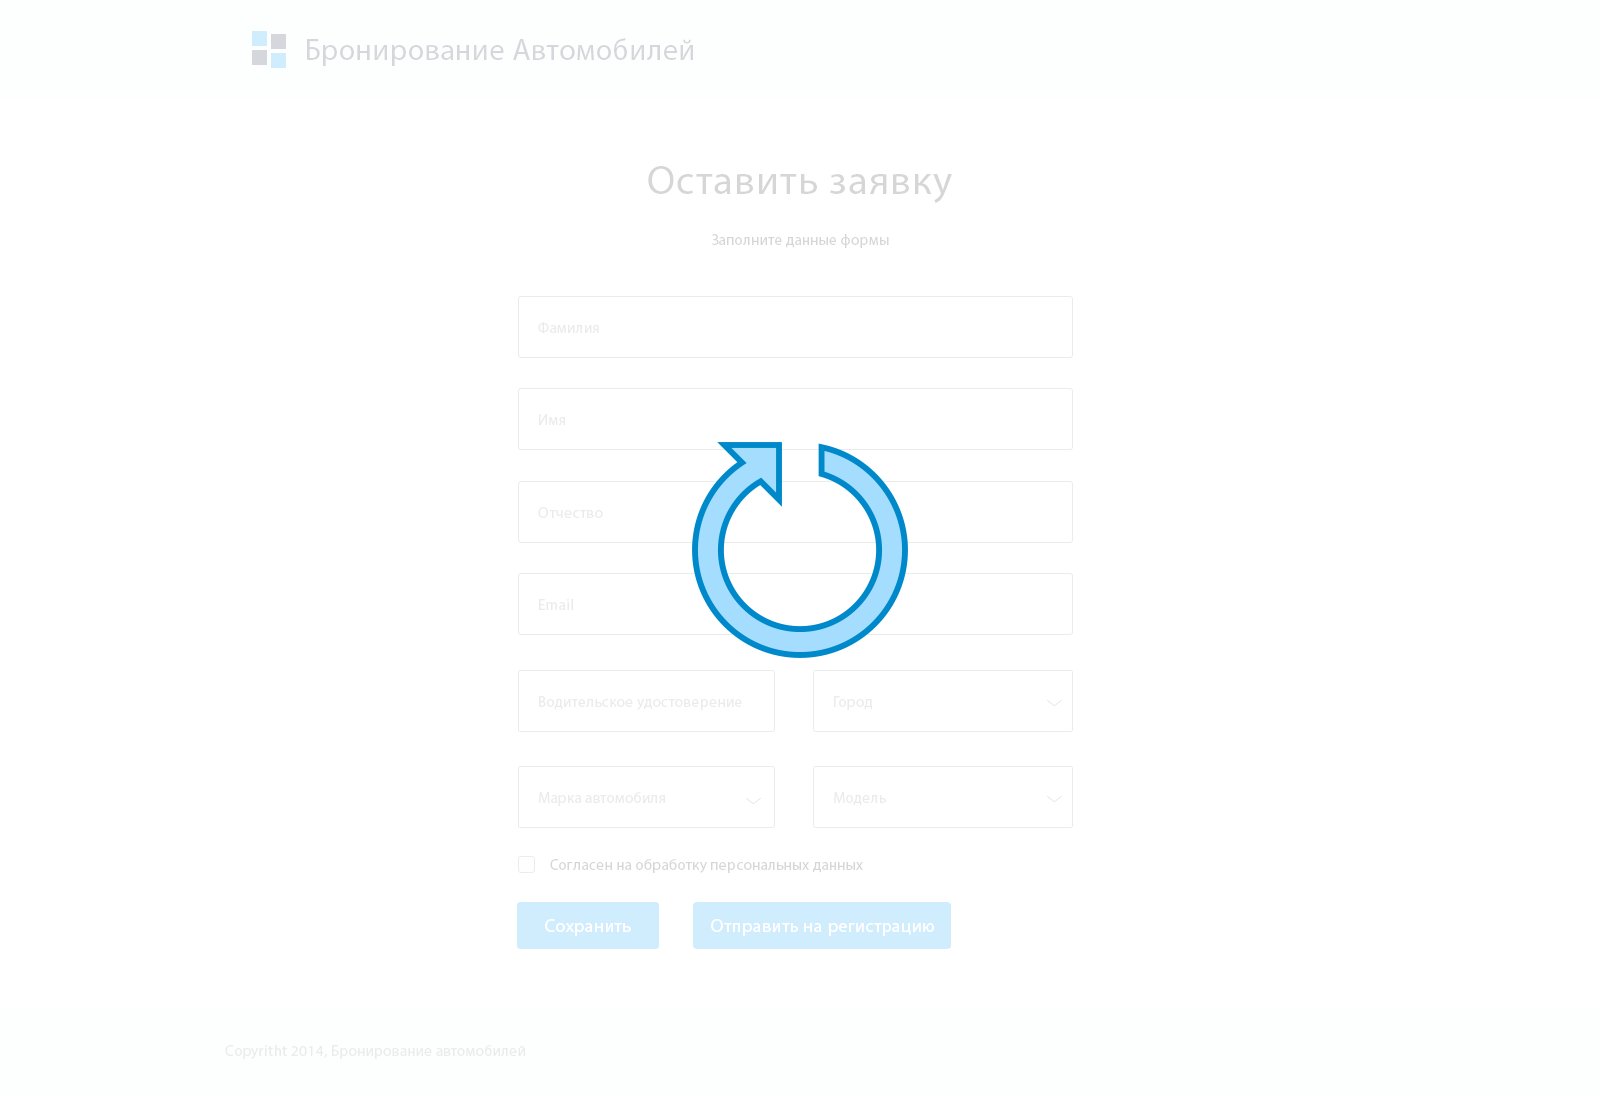 Бронирование Автомобилей
Оставить заявку
Заполните данные формы
Фамилия
Имя
Отчество
Email
Водительское удостоверение
Город
Марка автомобиля
Модель
Согласен на обработку персональных данных
Сохранить
Отправить на регистрацию
Copyritht 2014, Бронирование автомобилей